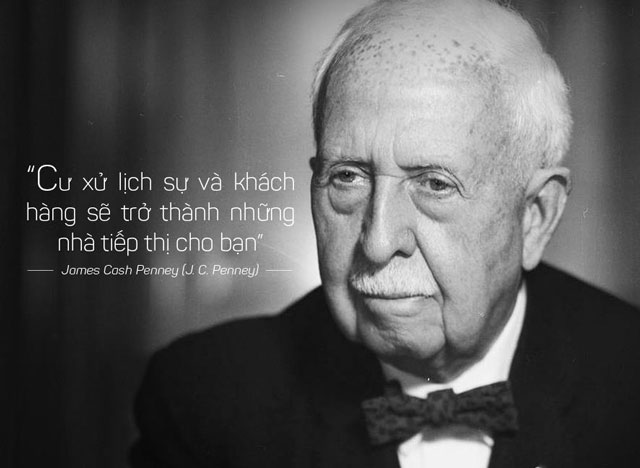 “Cư xử lịch sự và khách
hàng sẽ trở thành những
nhà tiếp thị cho bạn”
James Cash Penney (J. C. Penney)